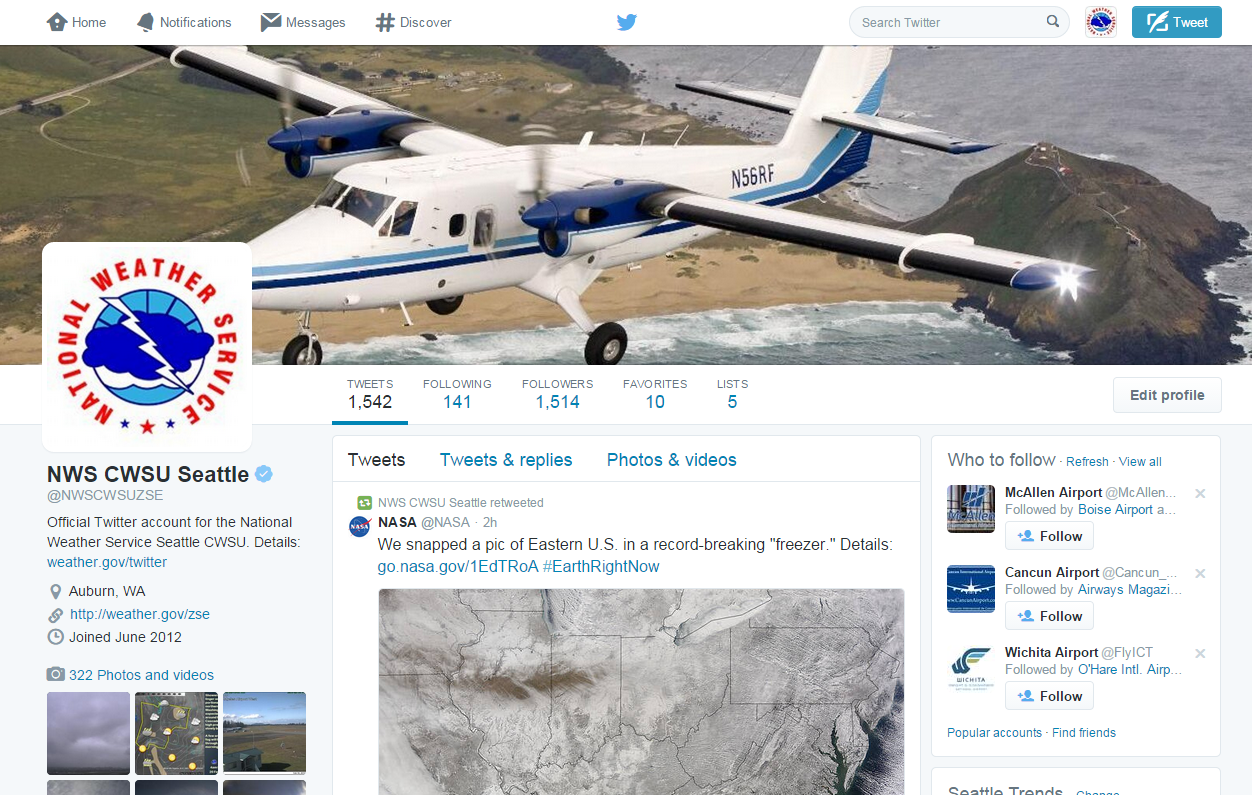 Home
Notifications
Messages
Discover
Search Twitter
Tweet
N56RF
NATIONAL WEATHER SERVICE
TWEETS
1,542
FOLLOWING
141
FOLLOWERS
1,514
FAVORITES
10
LISTS
5
Edit profile
NWS CWSU Seattle
@NWSCWSUZSE
Official Twitter account for the National
Weather Service Seattle CWSU. Details:
weather.gov/twitter
Auburn, WA
http://weather.gov/zse
Joined June 2012
322 Photos and videos
Tweets
Tweets & replies
Photos & videos
NWS CWSU Seattle retweeted
NASA
NASA @NASA · 2h
We snapped a pic of Eastern U.S. in a record-breaking "freezer." Details:
go.nasa.gov/1EdTRoA #EarthRightNow
Who to follow · Refresh · View all
McAllen
McAllen Airport @McAllen...
Followed by Boise Airport a...
Follow
Cancun Airport @Cancun_...
Followed by Airways Magazi...
Follow
WICHITA
Wichita Airport @FlyICT
Followed by O'Hare Intl. Airp...
Follow
Popular accounts · Find friends
Seattle Trends · Change